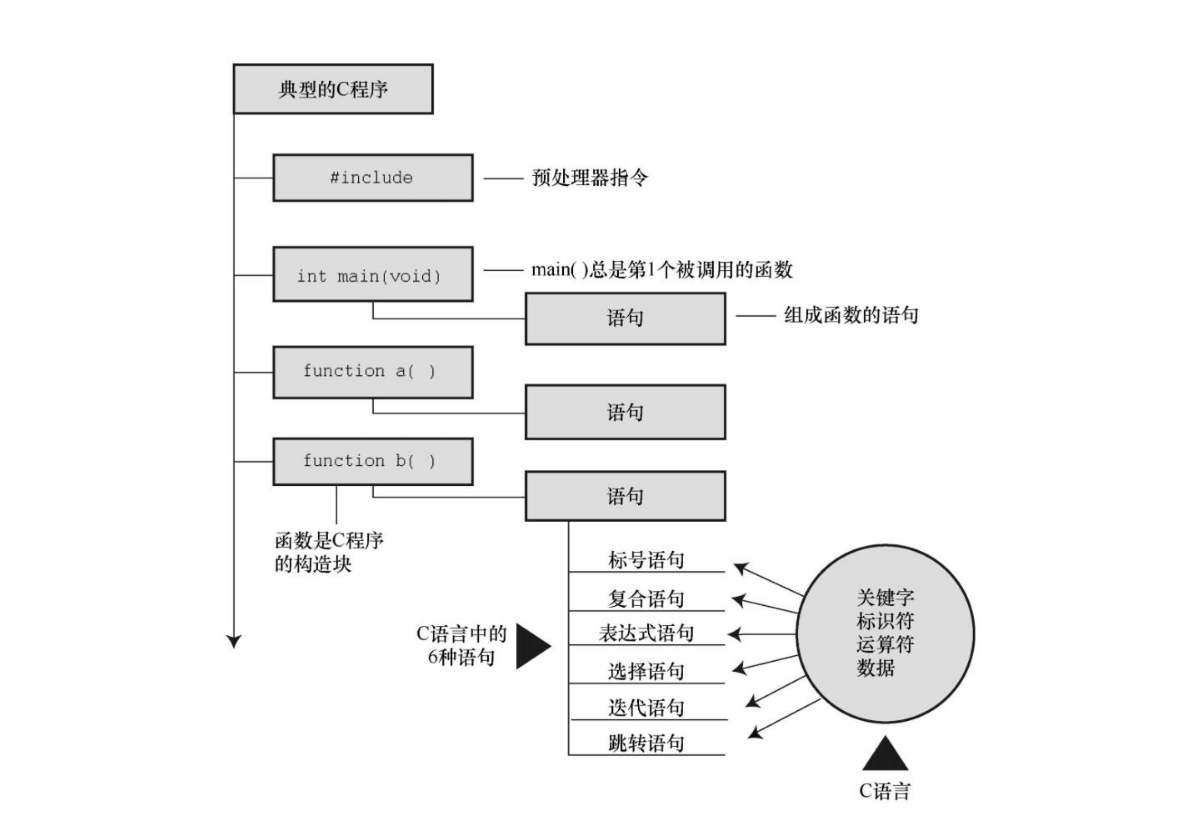 典型的C程序
#include
预处理器指令
int main(void)
main( )总是第1个被调用的函数
语句
组成函数的语句
function a( )
语句
function b( )
语句
函数是C程序
的构造块
标号语句
复合语句
表达式语句
选择语句
迭代语句
跳转语句
C语言中的
6种语句
关键字
标识符
运算符
数据
C语言